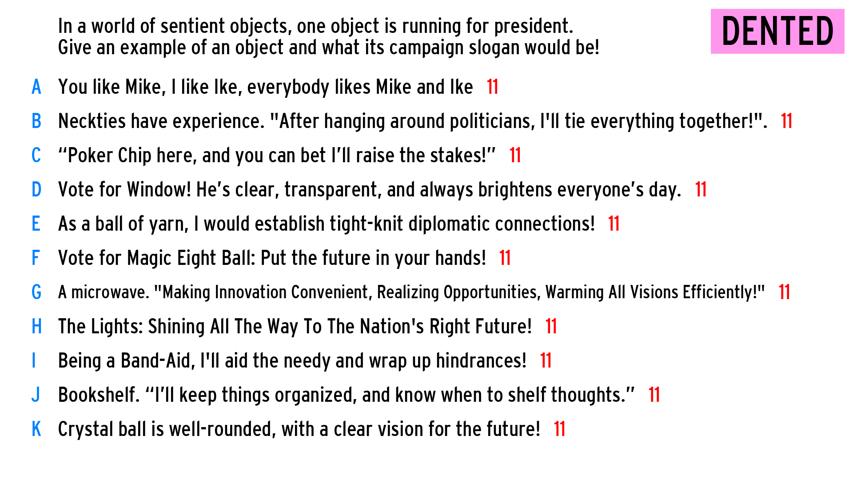 In a world of sentient objects, one object is running for president.
Give an example of an object and what its campaign slogan would be!
DENTED
A You like Mike, I like Ike, everybody likes Mike and Ike 11
B Neckties have experience. "After hanging around politicians, I'll tie everything together!". 11
C “Poker Chip here, and you can bet I’ll raise the stakes!” 11
D Vote for Window! He’s clear, transparent, and always brightens everyone’s day. 11
E As a ball of yarn, I would establish tight-knit diplomatic connections! 11
F Vote for Magic Eight Ball: Put the future in your hands! 11
G A microwave. "Making Innovation Convenient, Realizing Opportunities, Warming All Visions Efficiently!" 11
H The Lights: Shining All The Way To The Nation's Right Future! 11
I Being a Band-Aid, I'll aid the needy and wrap up hindrances! 11
J Bookshelf. “I’ll keep things organized, and know when to shelf thoughts.” 11
K Crystal ball is well-rounded, with a clear vision for the future! 11